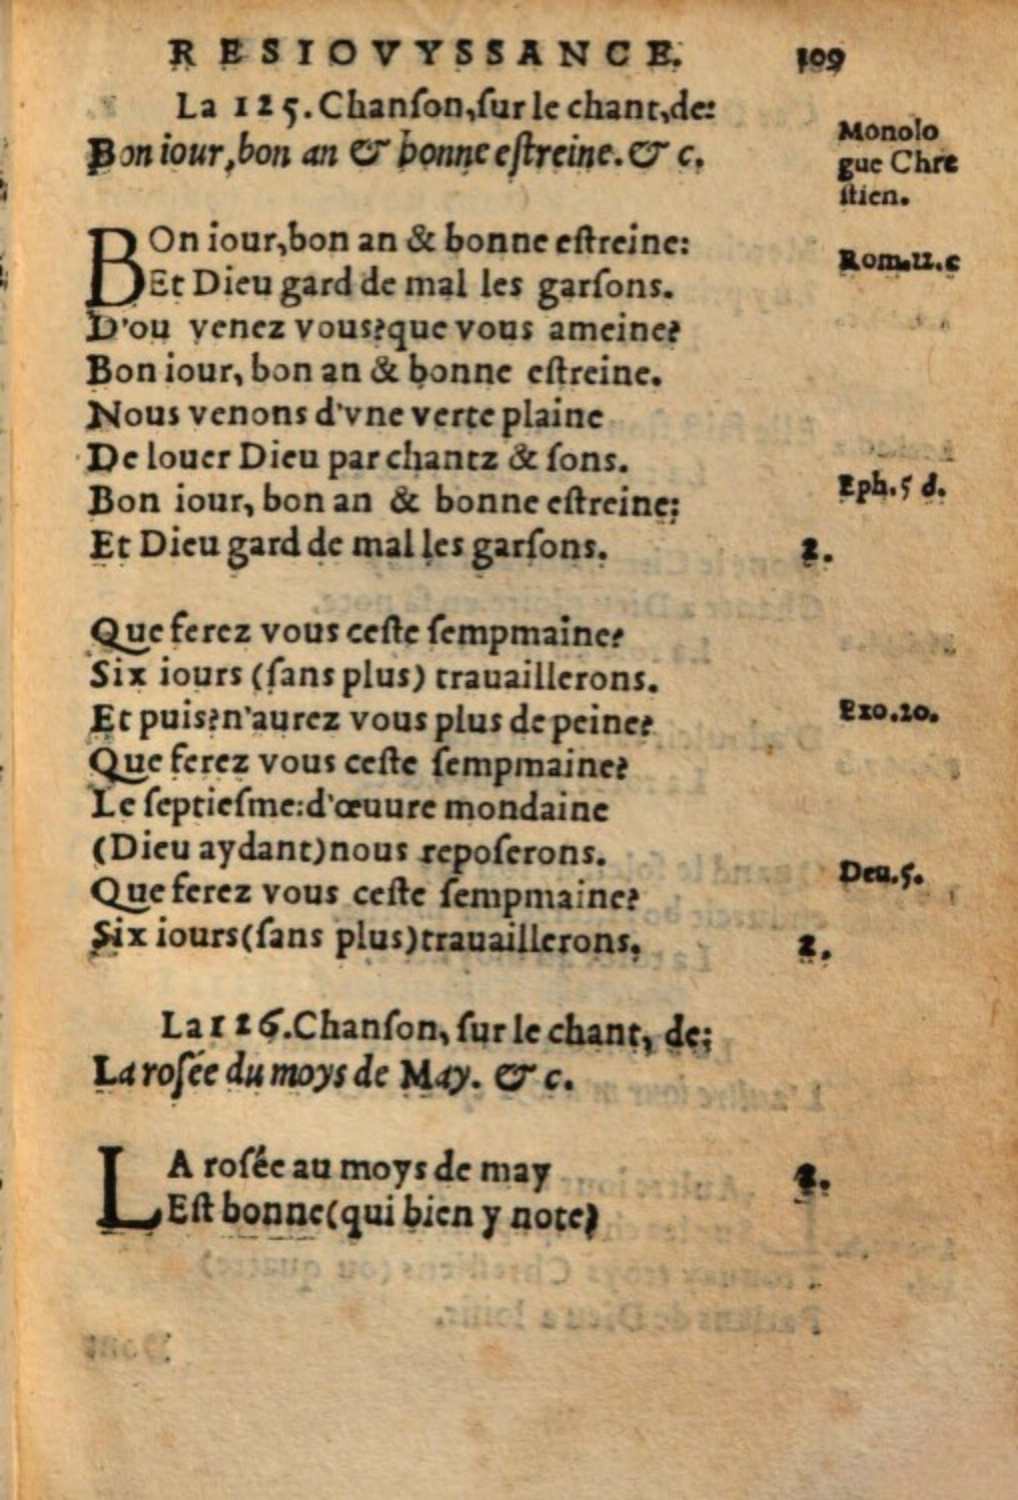 RESIOVYSSANCE. 109
La 125. Chanſon, ſur le chant, de:
Bon iour, bon an & bonne eſtreine. & c.
Monolo
gue Chre
ſtien.
BOn iour, bon an & bonne eſtreine:
Et Dieu gard de mal les garſons.
Rom.12.c
D'ou venez vous? que vous ameine?
Bon iour, bon an & bonne eſtreine.
Nous venons d'vne verte plaine
De louer Dieu par chantz & ſons.
Bon iour, bon an & bonne eſtreine:
Eph.5 d.
Et Dieu gard de mal les garſons. 2.
Que ferez vous ceſte ſempmaine?
Six iours (ſans plus) trauaillerons.
Et puis? n'aurez vous plus de peine?
Exo.20.
Que ferez vous ceſte ſempmaine?
Le ſeptieſme: d'œuure mondaine
(Dieu aydant) nous repoſerons.
Deu.5.
Que ferez vous ceſte ſempmaine?
Six iours (ſans plus) trauaillerons. 2.
La 126. Chanſon, ſur le chant, de:
La roſée du moys de May. & c.
LA roſée au moys de may 2.
Eſt bonne (qui bien y note)